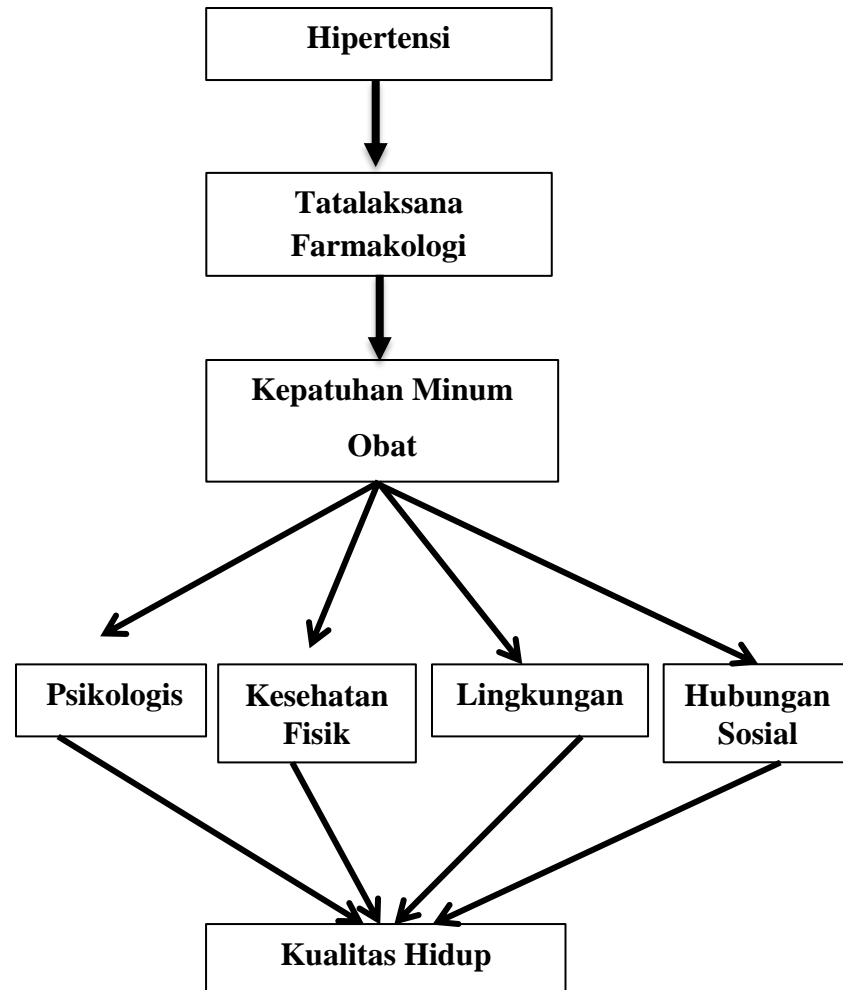 Hipertensi
Tatalaksana
Farmakologi
Kepatuhan Minum
Obat
Psikologis
Kesehatan
Fisik
Lingkungan
Hubungan
Sosial
Kualitas Hidup